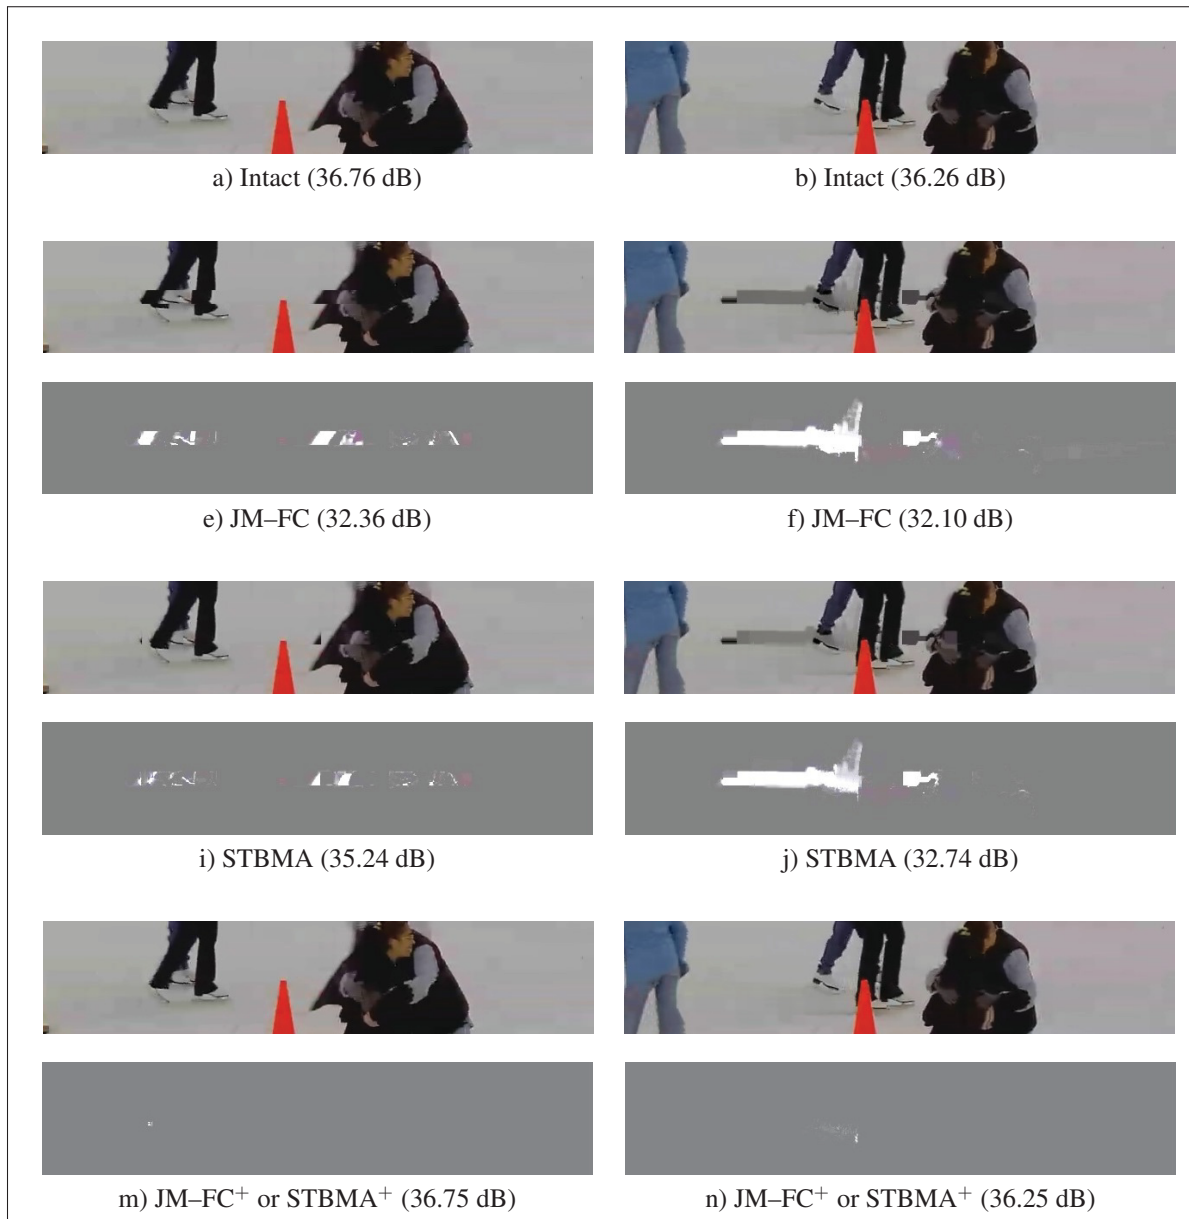 a) Intact (36.76 dB)
b) Intact (36.26 dB)
e) JM–FC (32.36 dB)
f) JM–FC (32.10 dB)
i) STBMA (35.24 dB)
j) STBMA (32.74 dB)
m) JM–FC⁺ or STBMA⁺ (36.75 dB)
n) JM–FC⁺ or STBMA⁺ (36.25 dB)